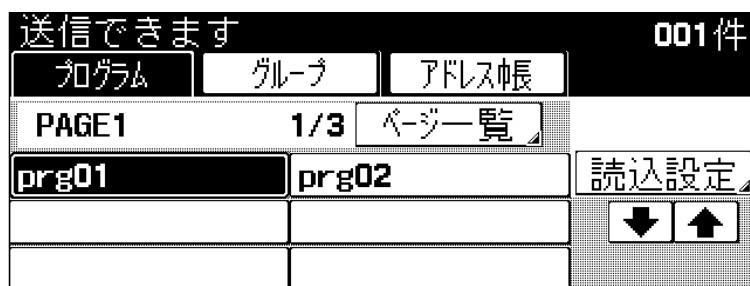 送信できます 001件
プログラム グループ アドレス帳
PAGE1 1/3 ページ一覧
prg01 prg02 読込設定